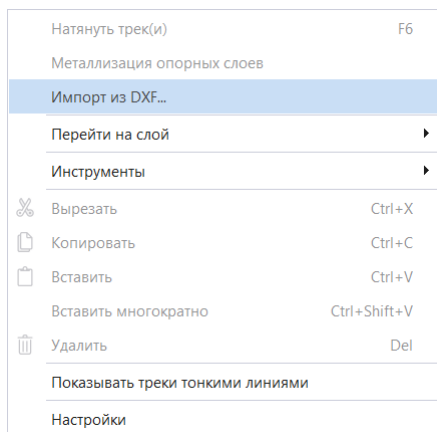 Натянуть трек(и) F6
Металлизация опорных слоев
Импорт из DXF...
Перейти на слой
Инструменты
Вырезать Ctrl+X
Копировать Ctrl+C
Вставить Ctrl+V
Вставить многократно Ctrl+Shift+V
Удалить Del
Показывать треки тонкими линиями
Настройки